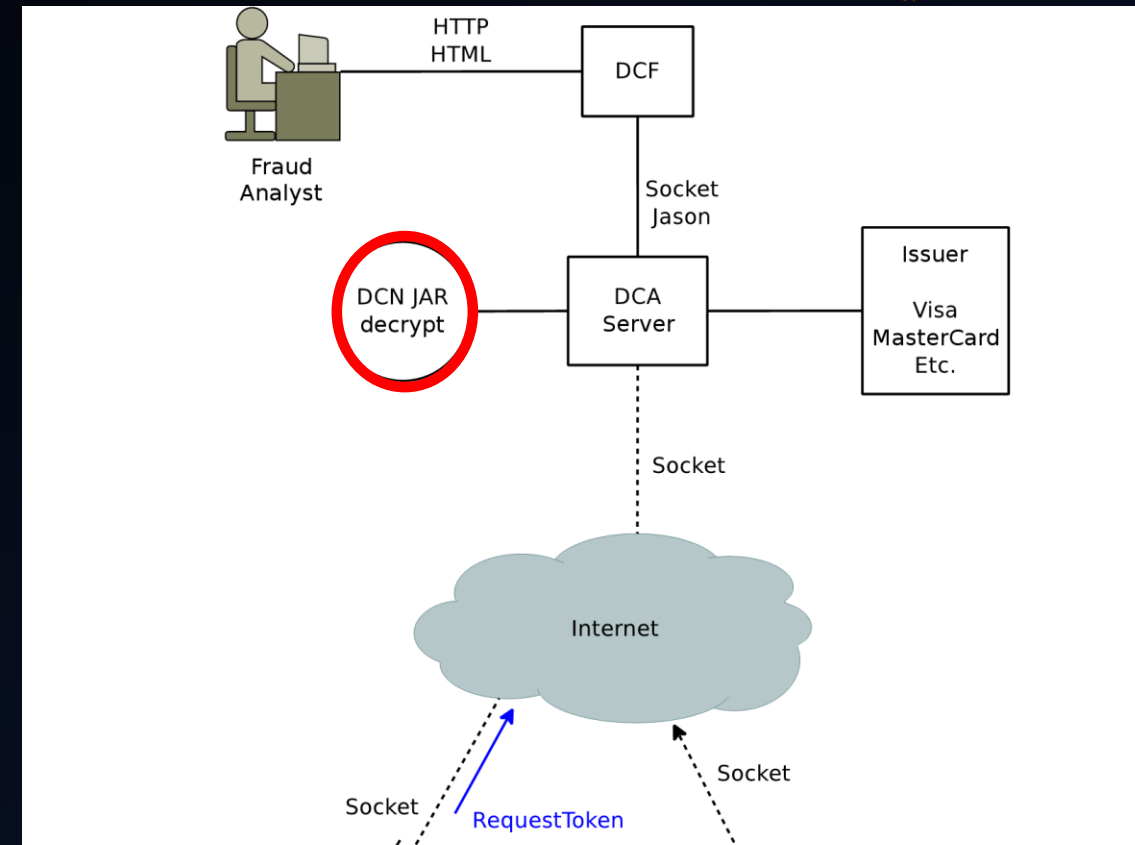 HTTP
HTML
DCF
Fraud
Analyst
Socket
Jason
DCN JAR
decrypt
DCA
Server
Issuer
Visa
MasterCard
Etc.
Socket
Internet
Socket
RequestToken
Socket